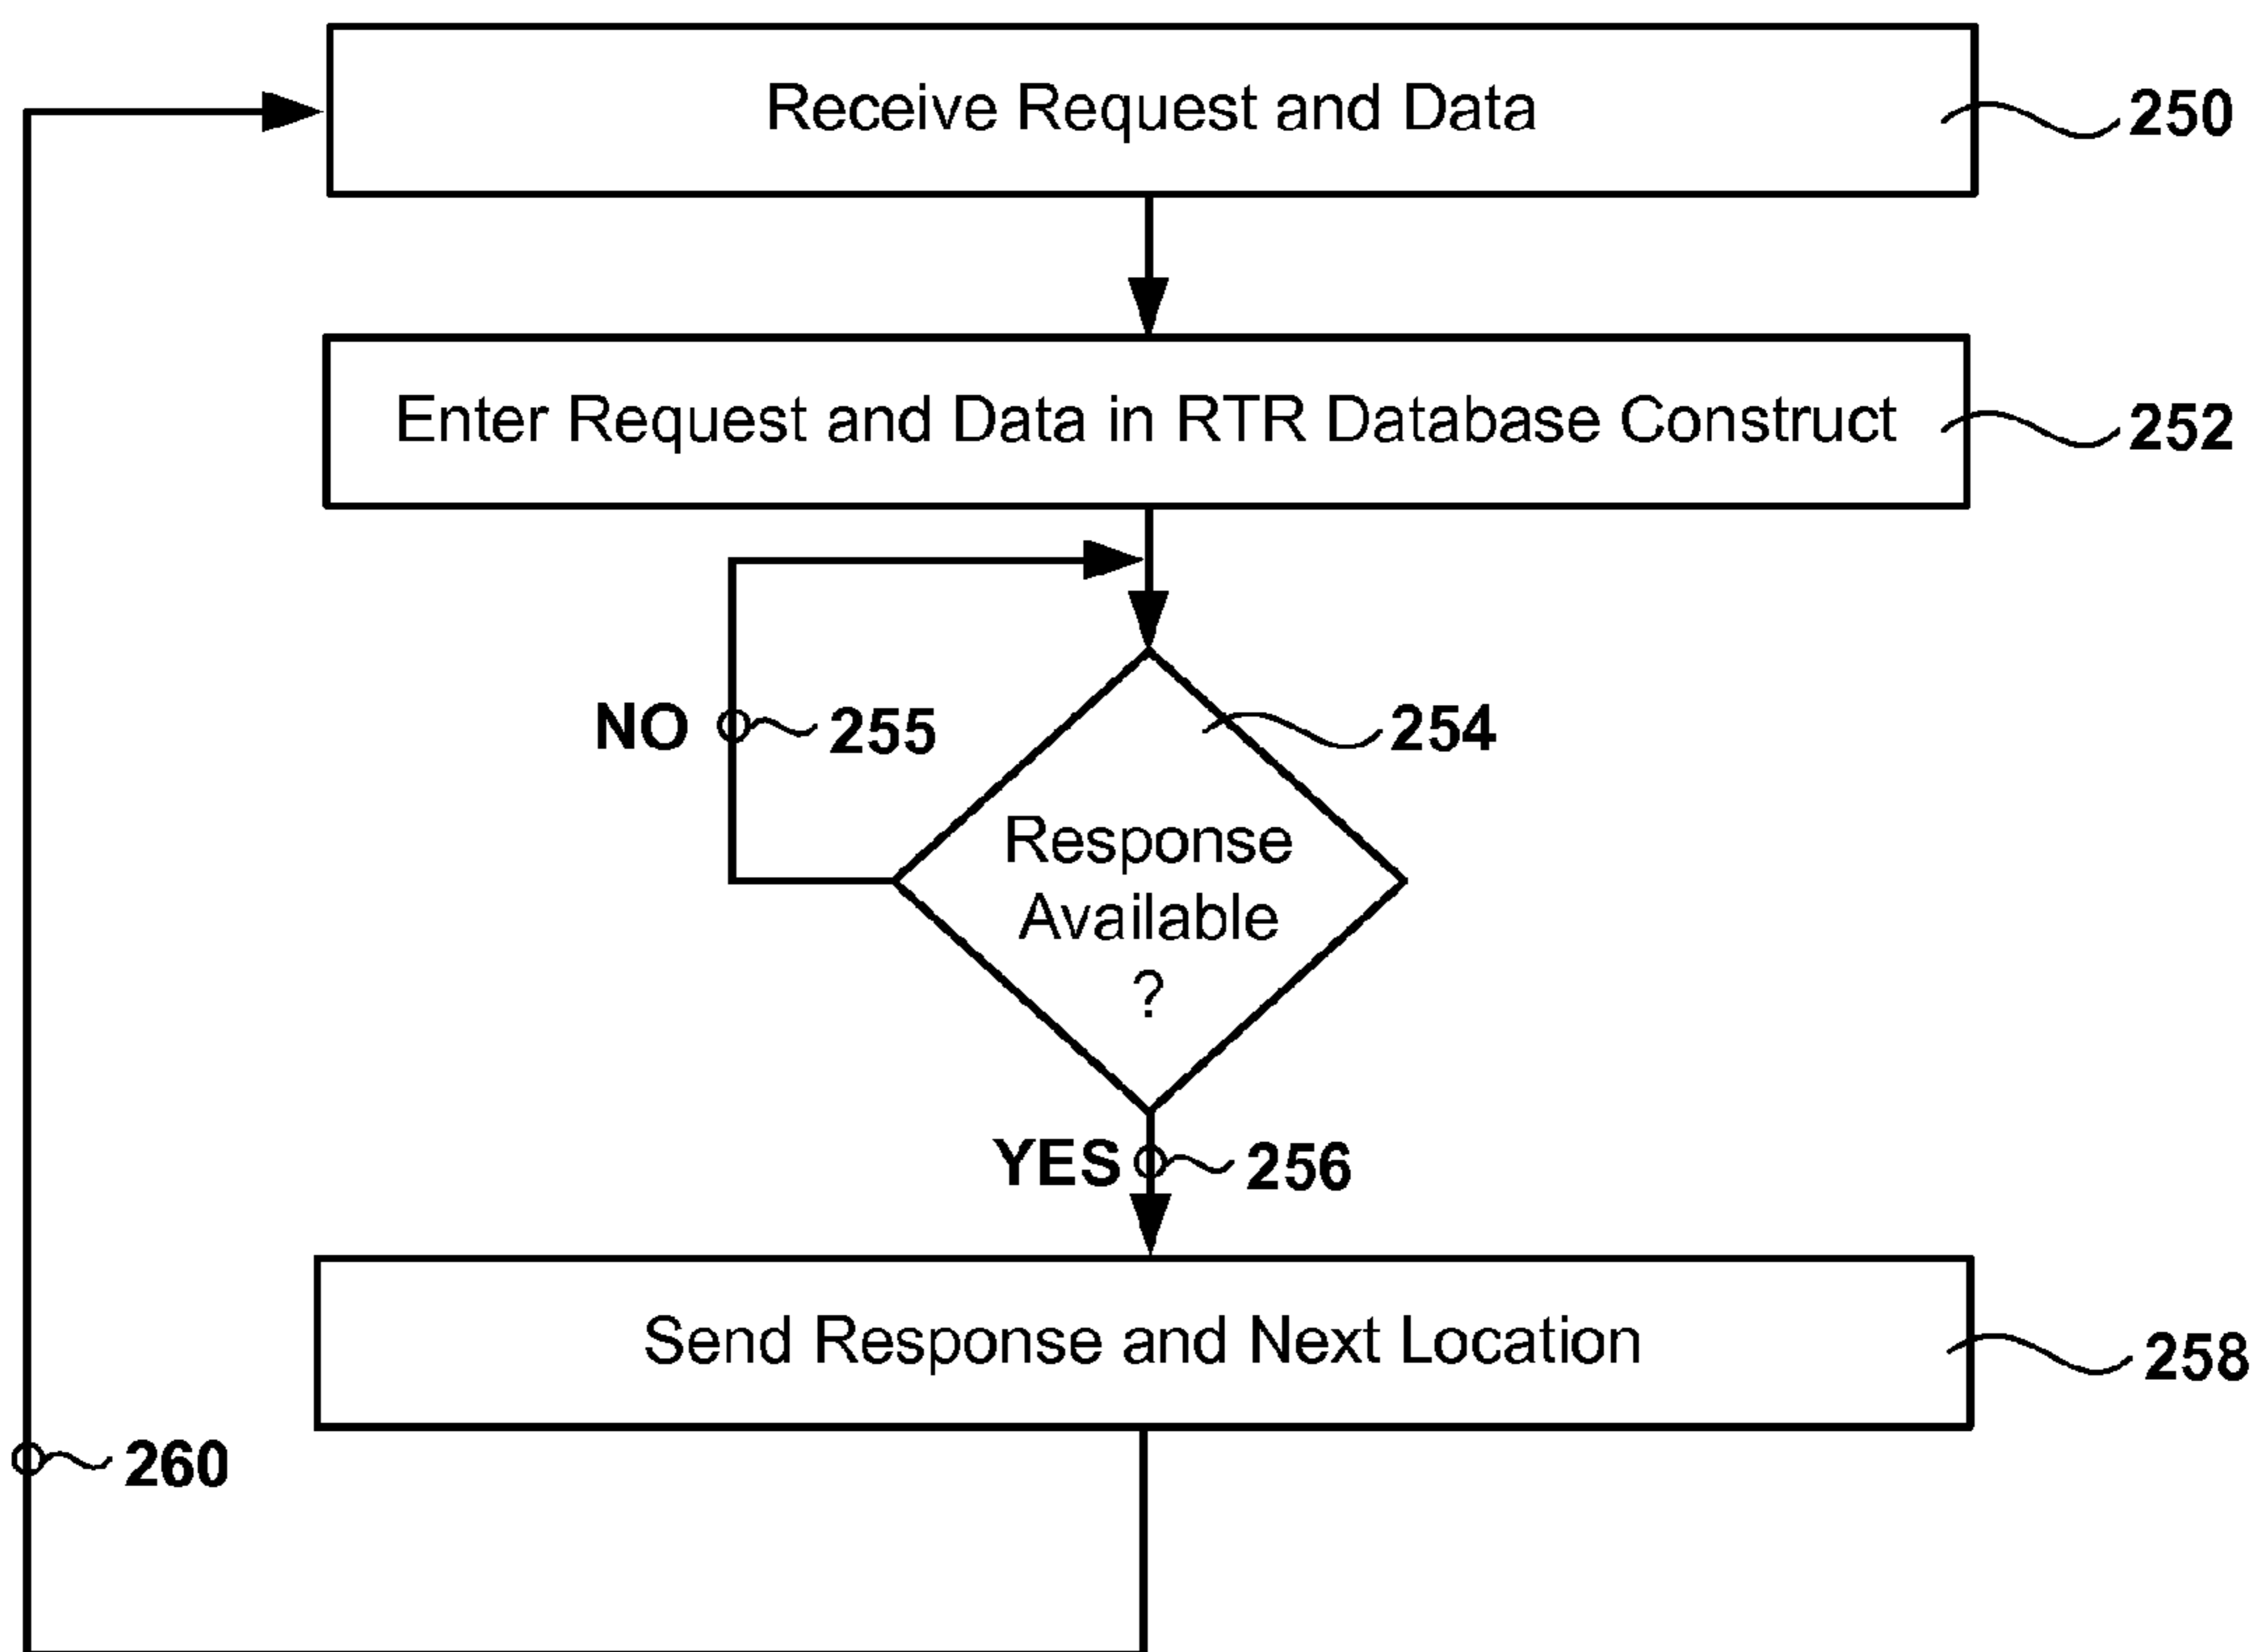 Receive Request and Data
250
Enter Request and Data in RTR Database Construct
252
NO
255
254
Response
Available
?
YES
256
Send Response and Next Location
258
260